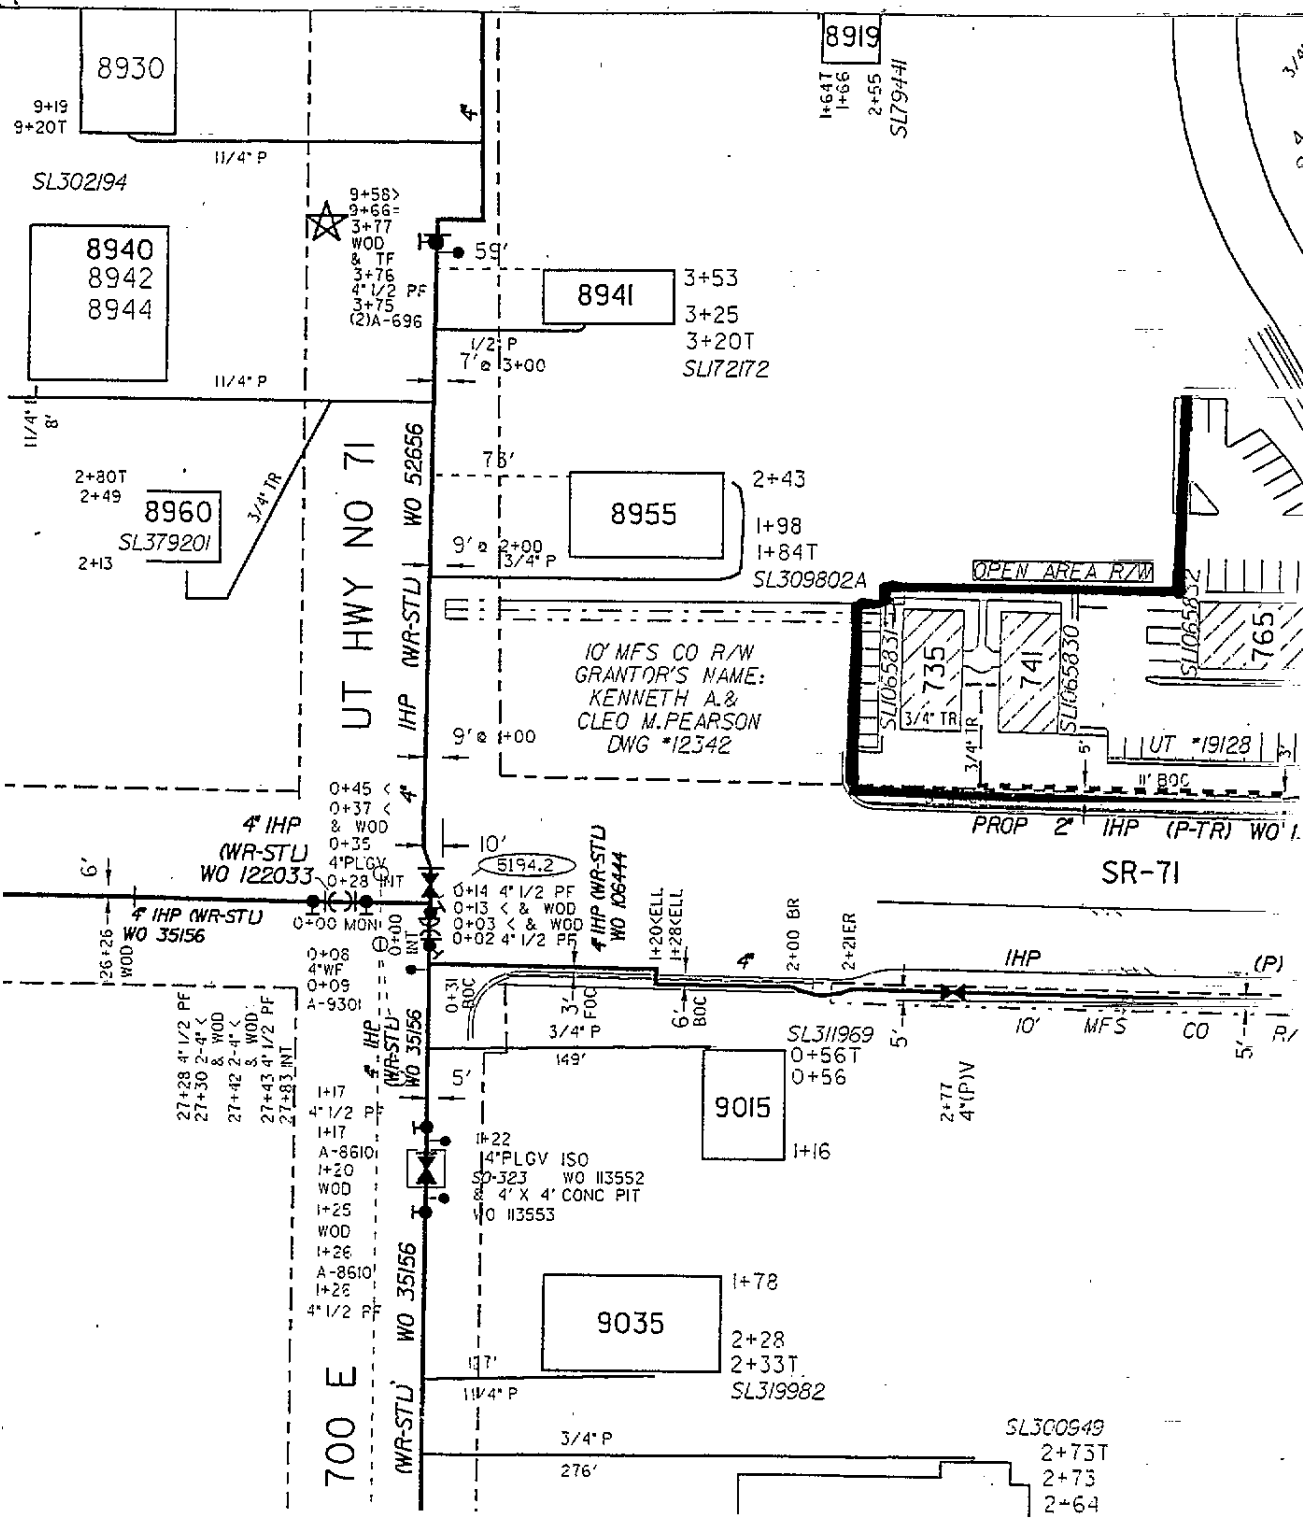 8930
9+19
9+20T
11/4" P
SL302194
4"
8919
1+64T
1+66
2+55
SL79441
8940
8942
8944
9+58>
9+66=
3+77
WOD
& TF
3+76
4" 1/2 PF
3+75
(2)A-696
59'
8941
3+53
3+25
3+20T
SL172172
1/2" P
7' @ 3+00
11/4" P
8'
2+80T
2+49
8960
SL379201
2+13
3/4" TR
UT HWY NO 71
4" IHP (WR-STL) WO 52656
8955
2+43
1+98
1+84T
SL309802A
9' @ 2+00
3/4" P
OPEN AREA R/W
10' MFS CO R/W
GRANTOR'S NAME:
KENNETH A.&
CLEO M.PEARSON
DWG #12342
9' @ 1+00
SL1065831
735
741
SL1065830
SL1065832
765
3/4" TR
3/4" TR
5'
3'
UT #19128
11' BOC
PROP 2" IHP (P-TR) WO
SR-71
0+45 <
0+37 <
& WOD
0+35
4"PLGV
0+28 INT
10'
5194.2
4" IHP
(WR-STL)
WO 122033
6'
4" IHP (WR-STL)
WO 35156
26+26
WOD
0+00 MON
0+00
INT
0+14 4" 1/2 PF
0+13 < & WOD
0+03 < & WOD
0+02 4" 1/2 PF
4" IHP (WR-STL)
WO 106444
1+20<ELL
1+28<ELL
4"
2+00 BR
2+21ER
IHP
(P)
0+08
4"WF
0+09
A-9301
0+31
BOC
3'
FOC
6'
BOC
5'
10' MFS CO R/
5'
2+77
4"(P)V
27+28 4" 1/2 PF
27+30 2-4" <
& WOD
27+42 2-4" <
& WOD
27+43 4" 1/2 PF
27+83 INT
4" IHP
(WR-STL)
WO 35156
3/4" P
149'
SL311969
0+56T
0+56
9015
1+16
5'
1+17
4" 1/2 PF
1+17
A-8610
1+20
WOD
1+25
WOD
1+26
A-8610
1+26
4" 1/2 PF
1+22
4"PLGV ISO
SO-323 WO 113552
& 4' X 4' CONC PIT
WO 113553
700 E
(WR-STL) WO 35156
9035
1+78
2+28
2+33T
SL319982
11/4" P
3/4" P
276'
SL300949
2+73T
2+73
2+64